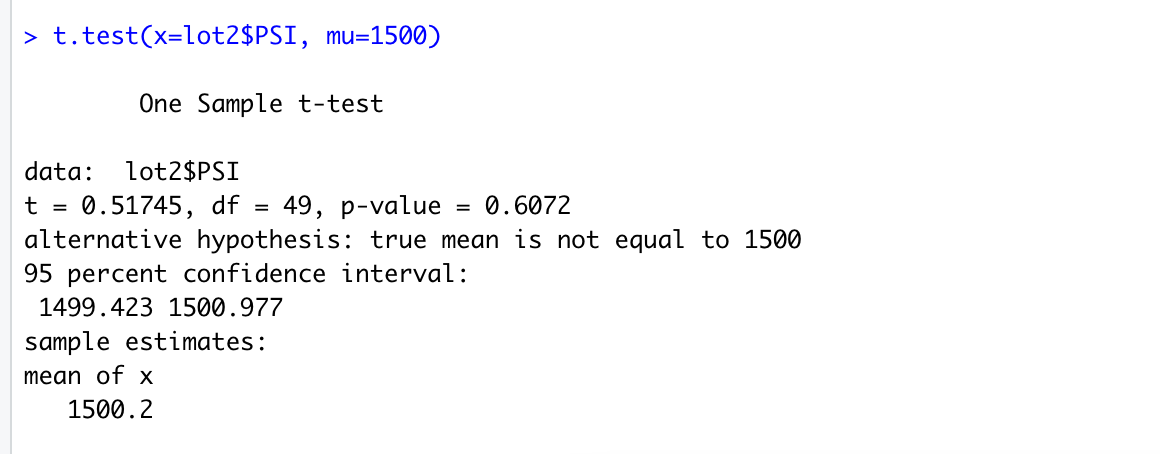 > t.test(x=lot2$PSI, mu=1500)
One Sample t-test
data:  lot2$PSI
t = 0.51745, df = 49, p-value = 0.6072
alternative hypothesis: true mean is not equal to 1500
95 percent confidence interval:
1499.423 1500.977
sample estimates:
mean of x
1500.2